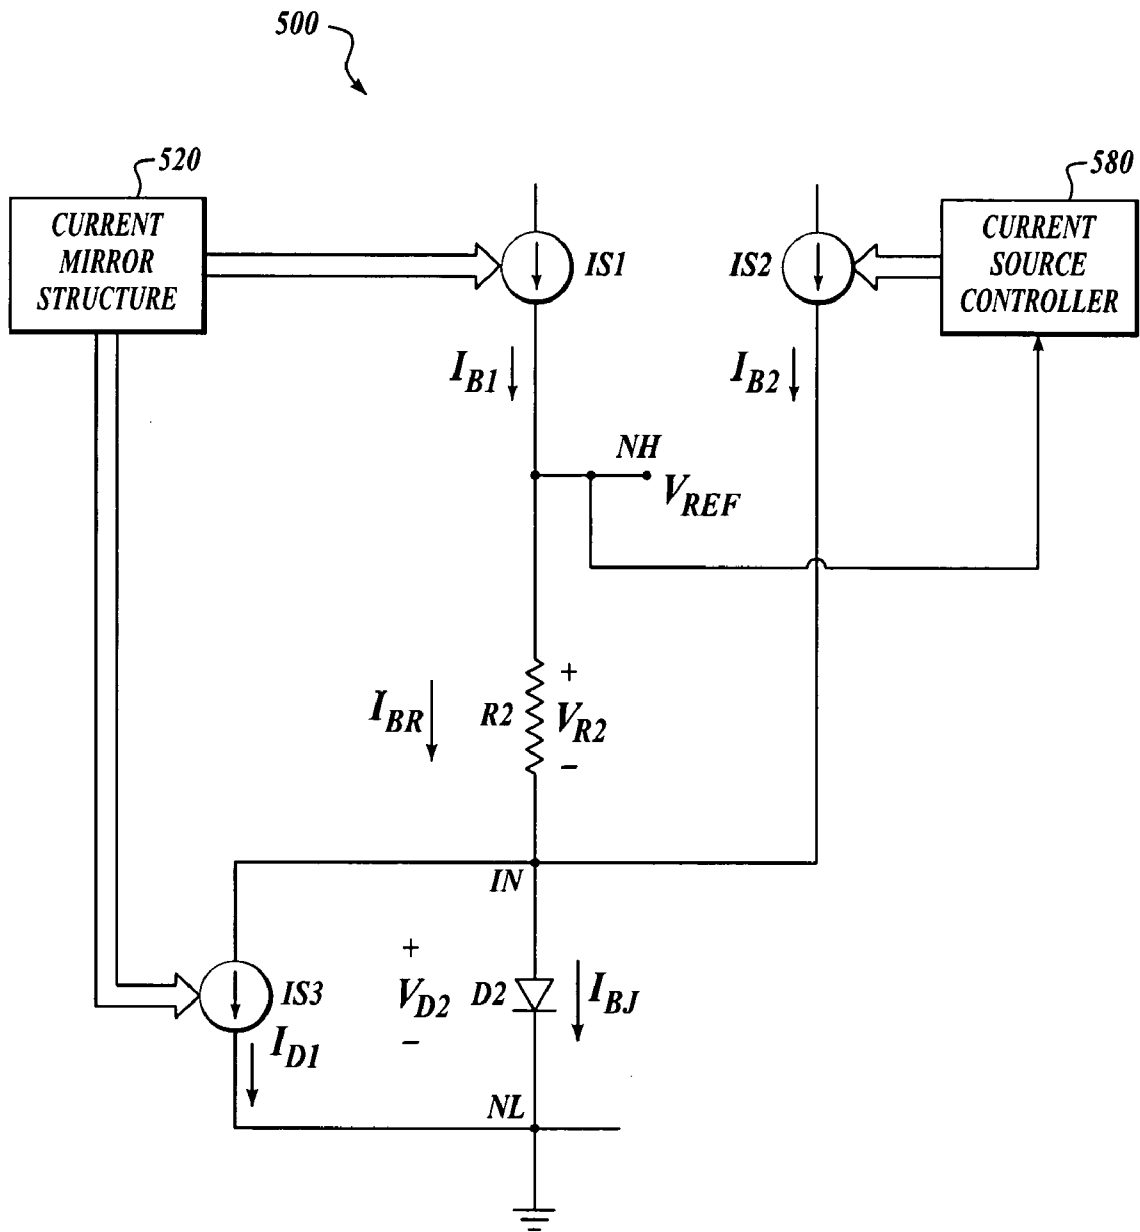 500
520
580
CURRENT
MIRROR
STRUCTURE
IS1
IS2
CURRENT
SOURCE
CONTROLLER
I_B1
I_B2
NH
V_REF
I_BR
R2
+
V_R2
–
IN
IS3
I_D1
+
V_D2
–
D2
I_BJ
NL